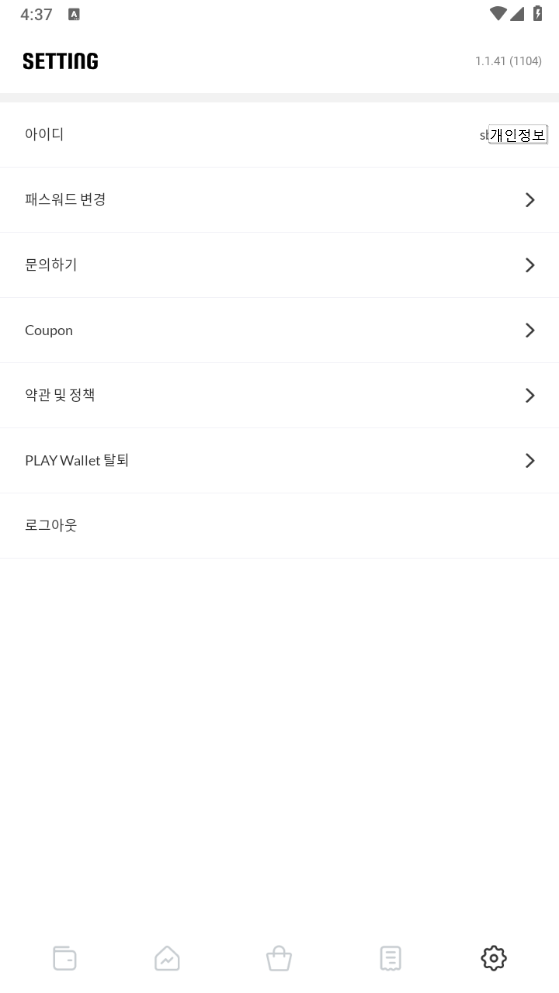 4:37
SETTING
1.1.41 (1104)
아이디
개인정보
패스워드 변경
문의하기
Coupon
약관 및 정책
PLAY Wallet 탈퇴
로그아웃